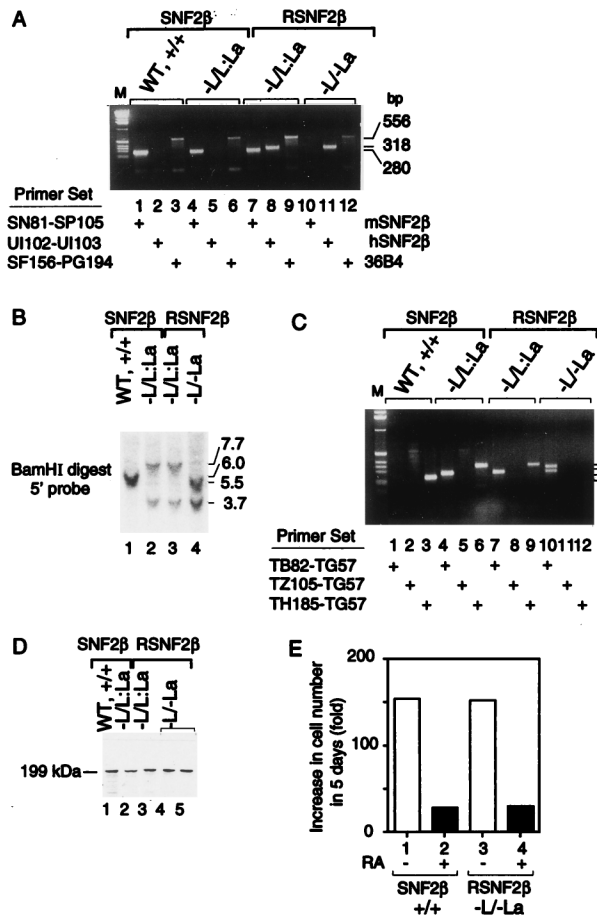 A
SNF2β RSNF2β
WT, +/+ -L/L:La -L/L:La -L/-La
M
bp
556
318
280
Primer Set 1 2 3 4 5 6 7 8 9 10 11 12
SN81-SP105 + + + + mSNF2β
UI102-UI103 + + + + hSNF2β
SF156-PG194 + + + + 36B4
B
SNF2β RSNF2β
WT, +/+ -L/L:La -L/L:La -L/-La
7.7
6.0
5.5
3.7
BamHI digest
5' probe
1 2 3 4
C
SNF2β RSNF2β
WT, +/+ -L/L:La -L/L:La -L/-La
M
Primer Set 1 2 3 4 5 6 7 8 9 10 11 12
TB82-TG57 + + + +
TZ105-TG57 + + + +
TH185-TG57 + + + +
D
SNF2β RSNF2β
WT, +/+ -L/L:La -L/L:La -L/-La
199 kDa
1 2 3 4 5
E
Increase in cell number
in 5 days (fold)
200
150
0
1 2 3 4
RA - + - +
SNF2β RSNF2β
+/+ -L/-La